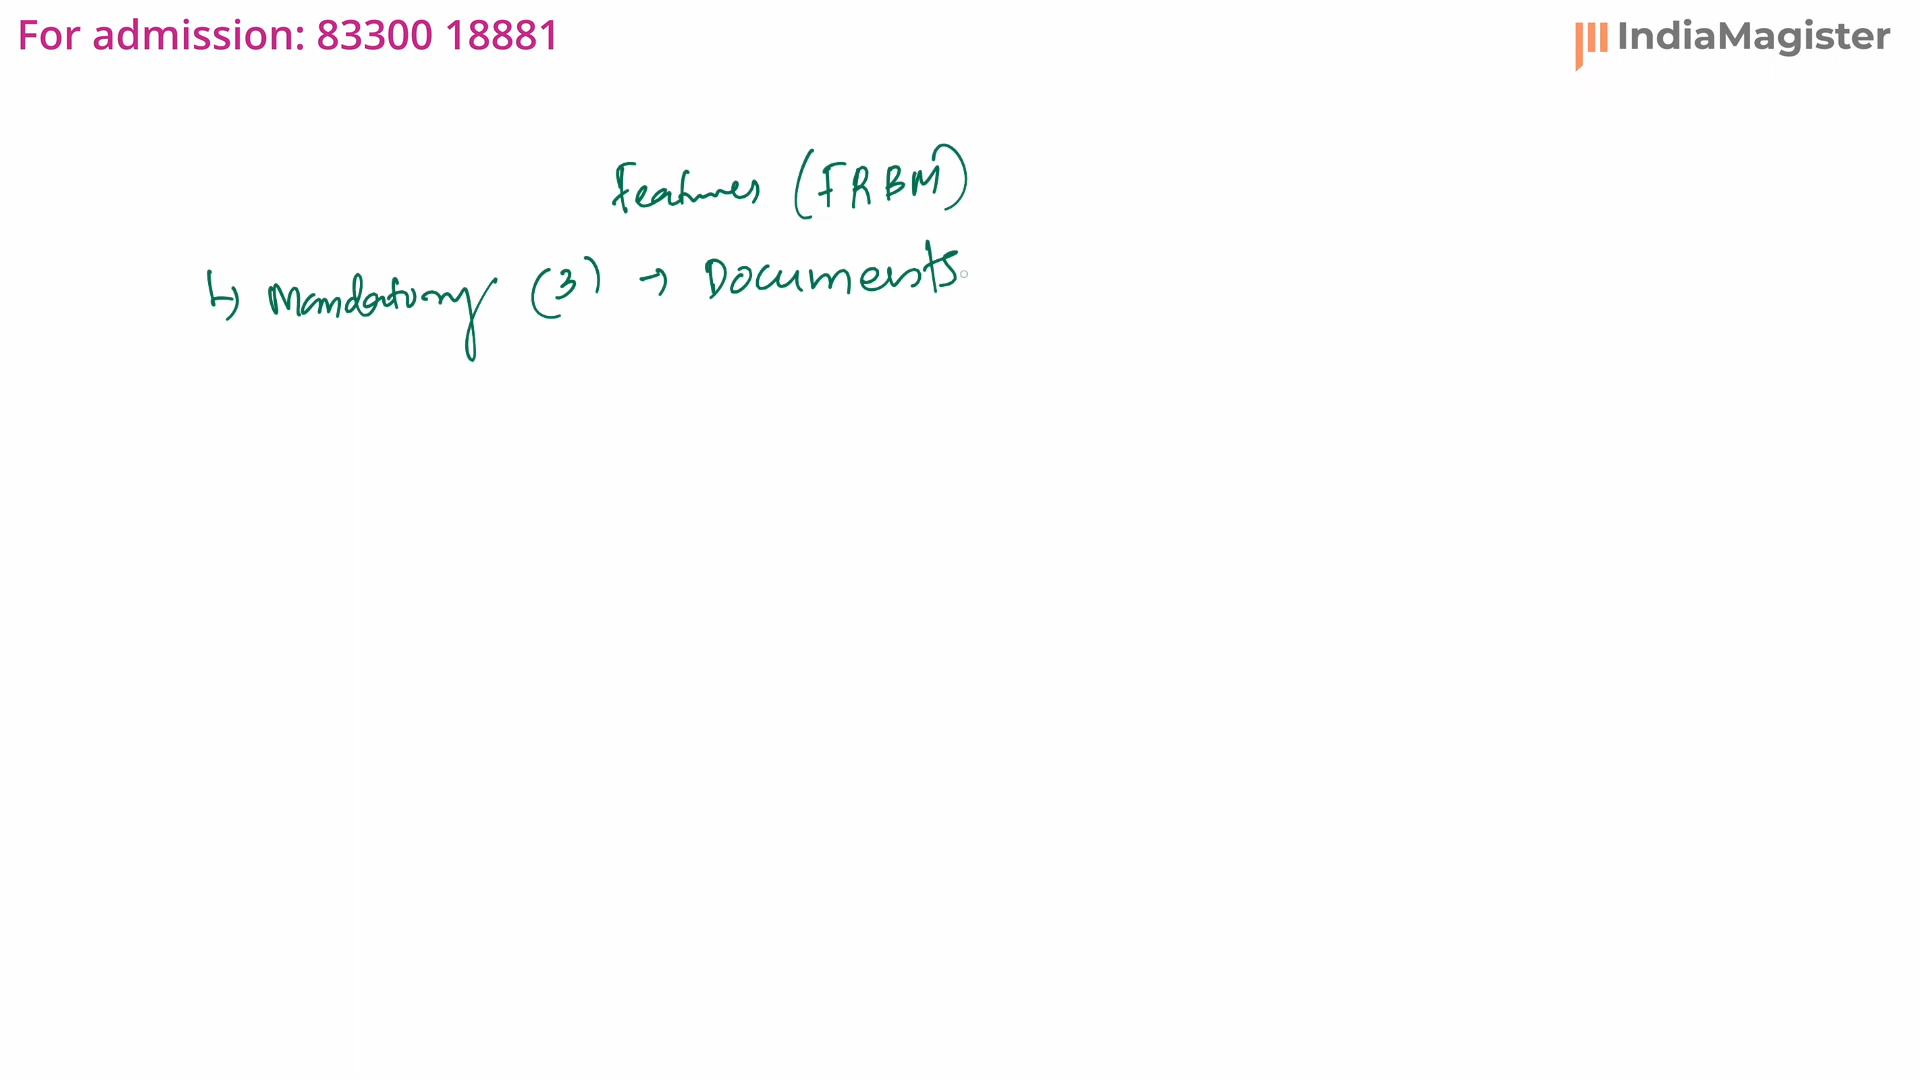 For admission: 83300 18881
IndiaMagister
Features (FRBM)
↳ Mandatory (3) → Documents